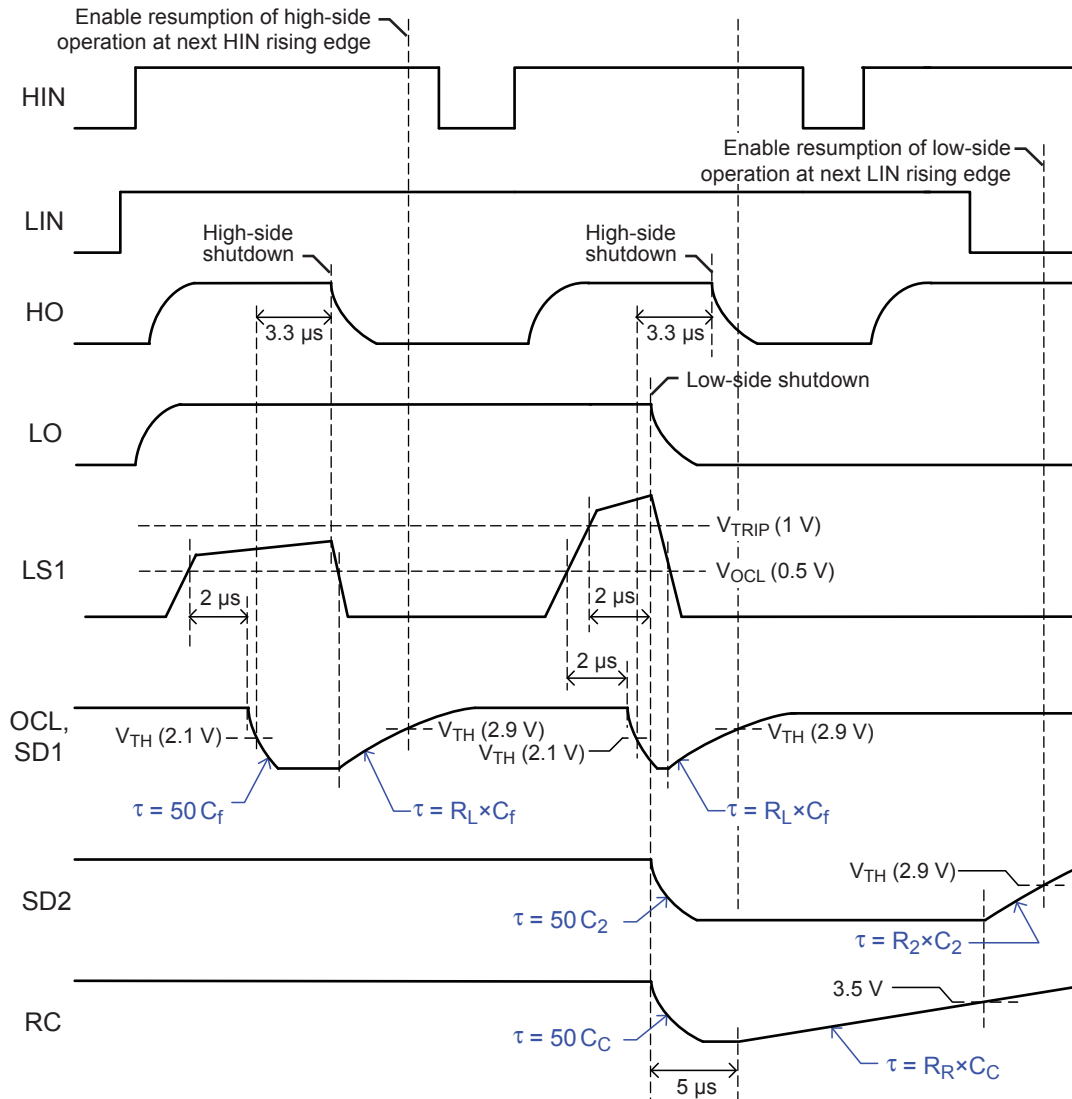 Enable resumption of high-side
operation at next HIN rising edge
HIN
Enable resumption of low-side
operation at next LIN rising edge
LIN
High-side
shutdown
High-side
shutdown
HO
3.3 µs
3.3 µs
Low-side shutdown
LO
VTRIP (1 V)
LS1
VOCL (0.5 V)
2 µs
2 µs
2 µs
OCL,
SD1
VTH (2.1 V)
VTH (2.9 V)
VTH (2.1 V)
VTH (2.9 V)
τ = 50 Cf
τ = RL×Cf
τ = RL×Cf
VTH (2.9 V)
SD2
τ = 50 C2
τ = R2×C2
3.5 V
RC
τ = 50 CC
τ = RR×CC
5 µs